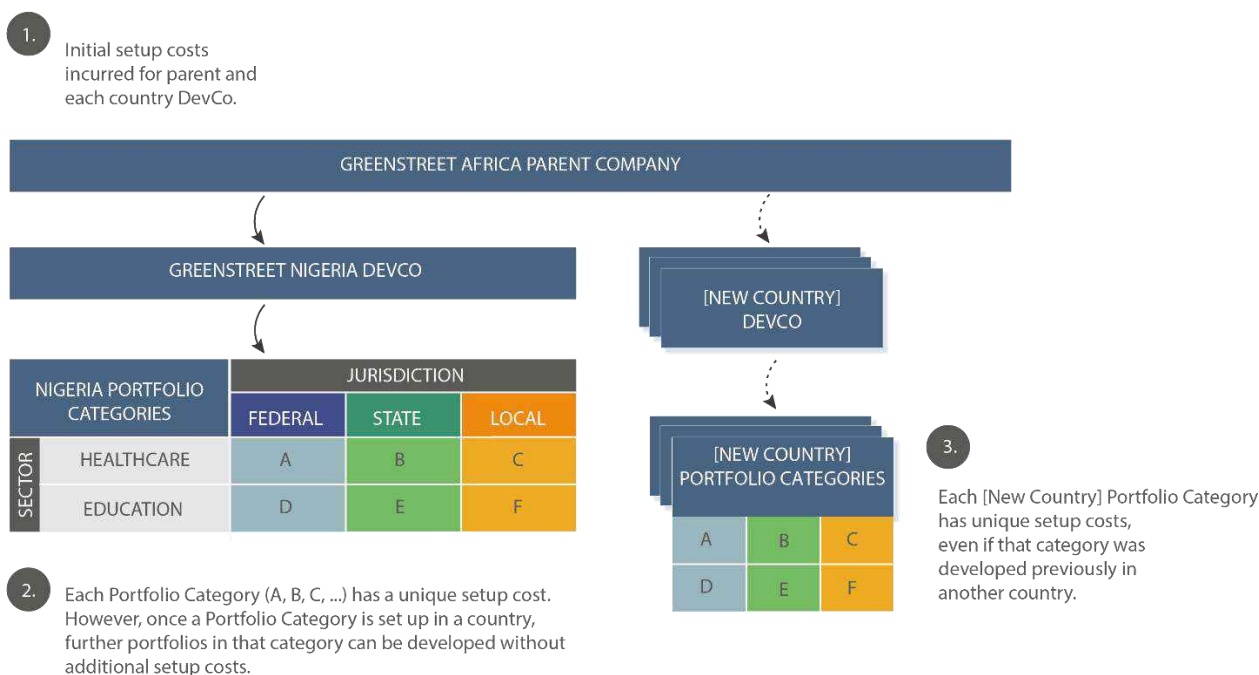 1.
Initial setup costs
incurred for parent and
each country DevCo.
GREENSTREET AFRICA PARENT COMPANY
GREENSTREET NIGERIA DEVCO
[NEW COUNTRY]
DEVCO
NIGERIA PORTFOLIO
CATEGORIES
JURISDICTION
FEDERAL STATE LOCAL
SECTOR
HEALTHCARE A B C
EDUCATION D E F
[NEW COUNTRY]
PORTFOLIO CATEGORIES
A B C
D E F
3.
Each [New Country] Portfolio Category
has unique setup costs,
even if that category was
developed previously in
another country.
2.
Each Portfolio Category (A, B, C, ...) has a unique setup cost.
However, once a Portfolio Category is set up in a country,
further portfolios in that category can be developed without
additional setup costs.